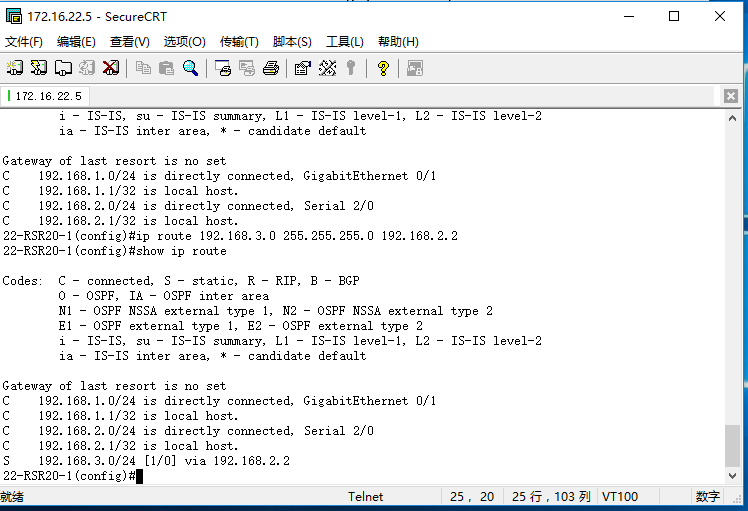 172.16.22.5 - SecureCRT
文件(F) 编辑(E) 查看(V) 选项(O) 传输(T) 脚本(S) 工具(L) 帮助(H)
172.16.22.5
i - IS-IS, su - IS-IS summary, L1 - IS-IS level-1, L2 - IS-IS level-2
ia - IS-IS inter area, * - candidate default
Gateway of last resort is no set
C    192.168.1.0/24 is directly connected, GigabitEthernet 0/1
C    192.168.1.1/32 is local host.
C    192.168.2.0/24 is directly connected, Serial 2/0
C    192.168.2.1/32 is local host.
22-RSR20-1(config)#ip route 192.168.3.0 255.255.255.0 192.168.2.2
22-RSR20-1(config)#show ip route
Codes:  C - connected, S - static, R - RIP, B - BGP
O - OSPF, IA - OSPF inter area
N1 - OSPF NSSA external type 1, N2 - OSPF NSSA external type 2
E1 - OSPF external type 1, E2 - OSPF external type 2
i - IS-IS, su - IS-IS summary, L1 - IS-IS level-1, L2 - IS-IS level-2
ia - IS-IS inter area, * - candidate default
Gateway of last resort is no set
C    192.168.1.0/24 is directly connected, GigabitEthernet 0/1
C    192.168.1.1/32 is local host.
C    192.168.2.0/24 is directly connected, Serial 2/0
C    192.168.2.1/32 is local host.
S    192.168.3.0/24 [1/0] via 192.168.2.2
22-RSR20-1(config)#
就绪 Telnet 25, 20 25 行, 103 列 VT100 数字